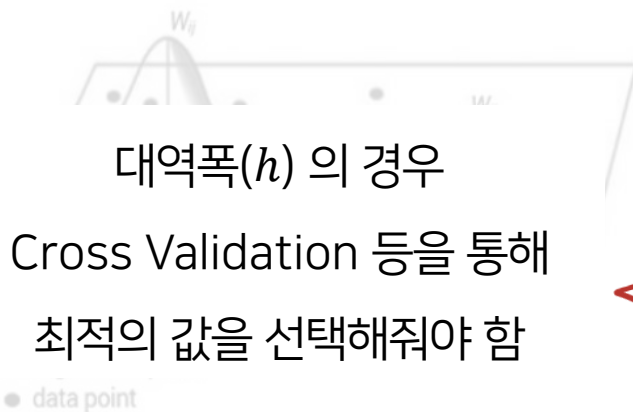 Wij
대역폭(h) 의 경우
Cross Validation 등을 통해
최적의 값을 선택해줘야 함
data point